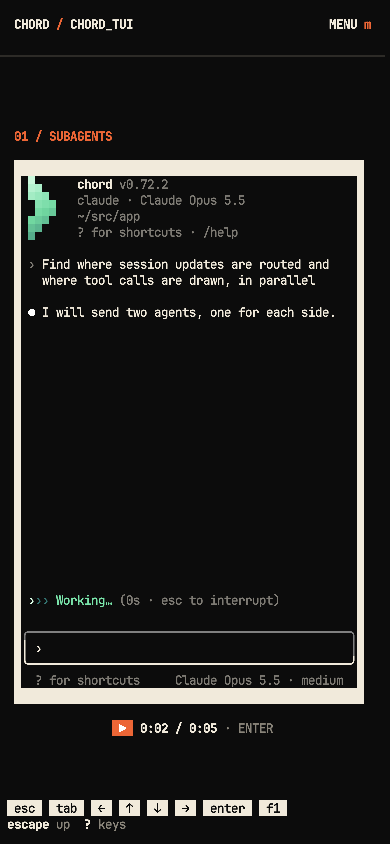 CHORD / CHORD_TUI MENU m
01 / SUBAGENTS
chord v0.72.2
claude · Claude Opus 5.5
~/src/app
? for shortcuts · /help
› Find where session updates are routed and
where tool calls are drawn, in parallel
● I will send two agents, one for each side.
››› Working… (0s · esc to interrupt)
›
? for shortcuts Claude Opus 5.5 · medium
▶ 0:02 / 0:05 · ENTER
esc tab ← ↑ ↓ → enter f1
escape up ? keys